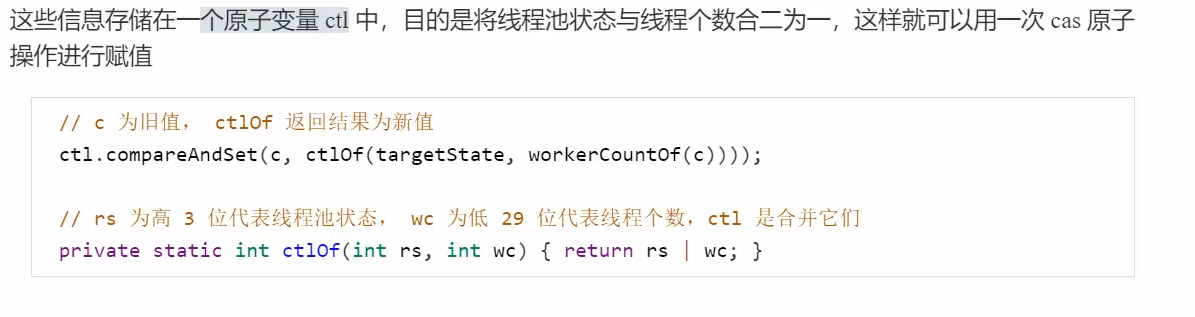 这些信息存储在一个原子变量 ctl 中，目的是将线程池状态与线程个数合二为一，这样就可以用一次 cas 原子
操作进行赋值
// c 为旧值， ctlOf 返回结果为新值
ctl.compareAndSet(c, ctlOf(targetState, workerCountOf(c))));
// rs 为高 3 位代表线程池状态， wc 为低 29 位代表线程个数，ctl 是合并它们
private static int ctlOf(int rs, int wc) { return rs | wc; }